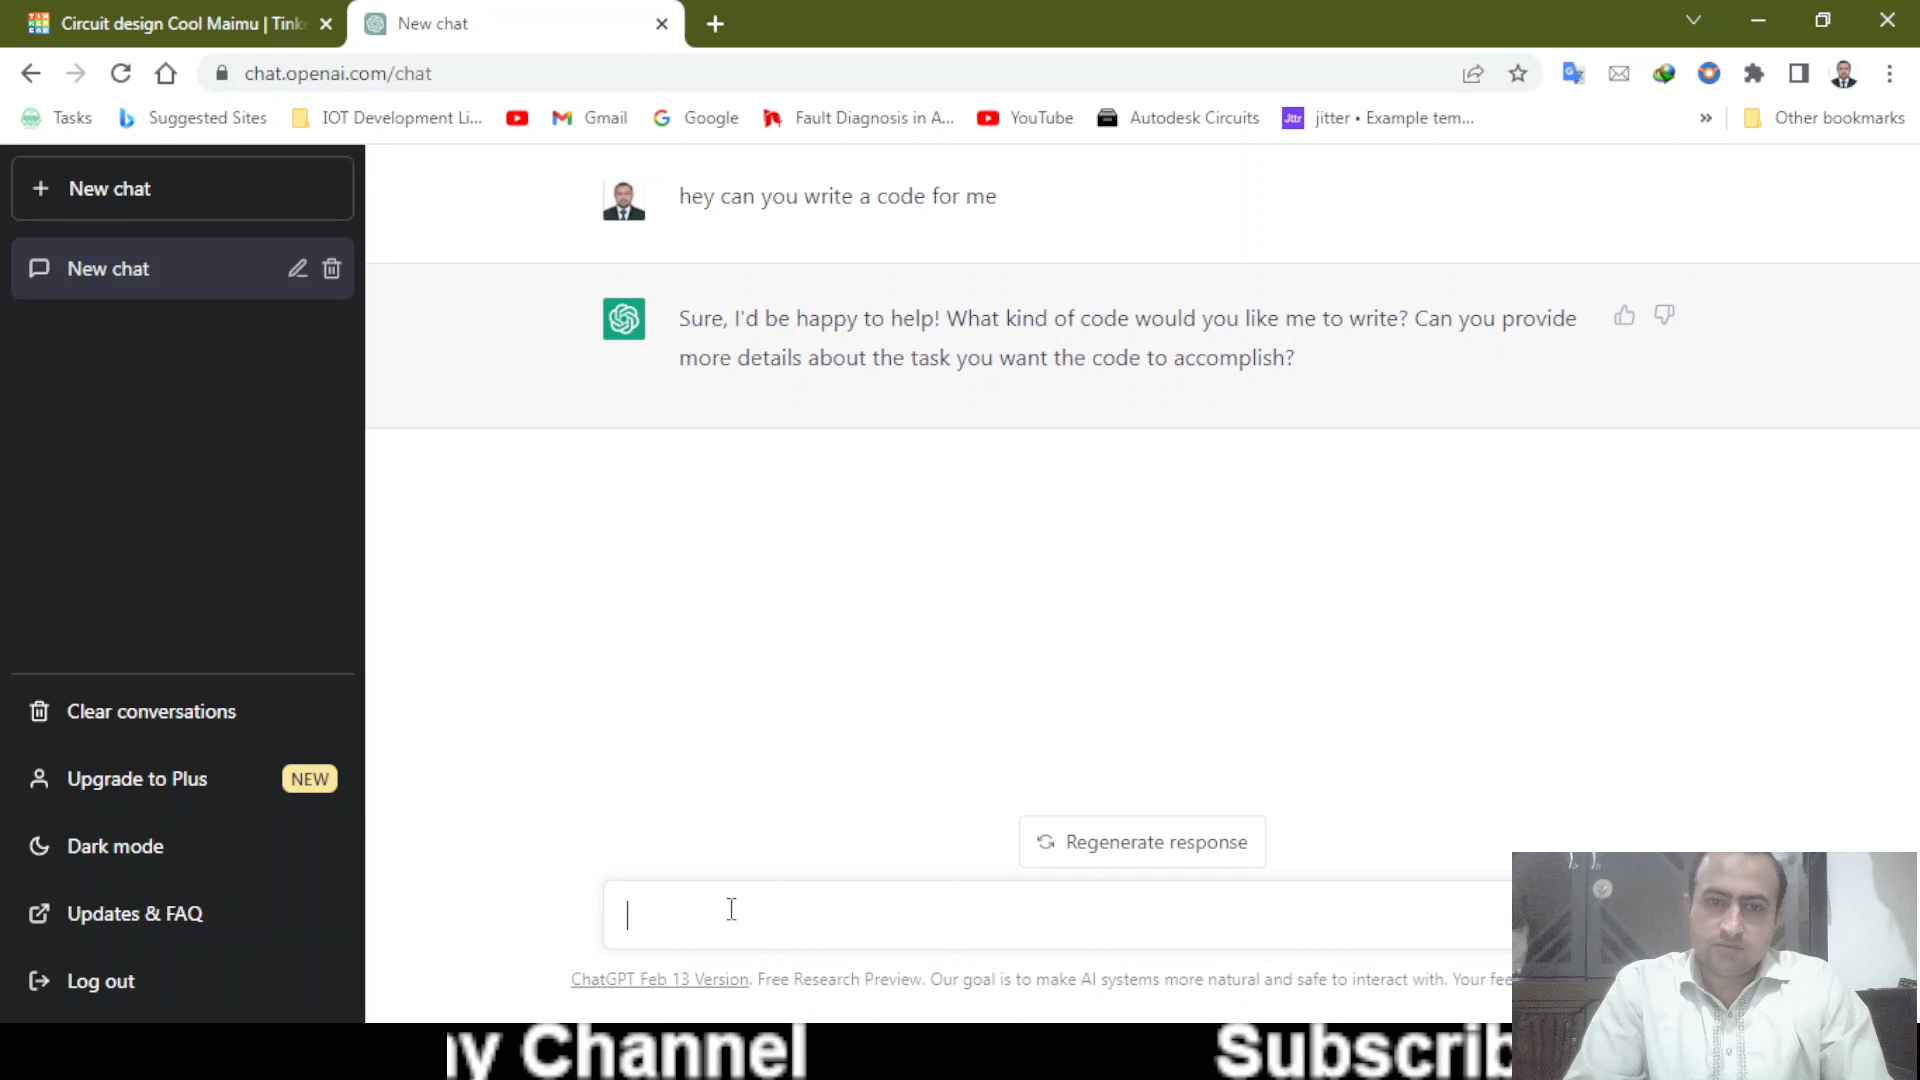 Circuit design Cool Maimu | Tink
New chat
chat.openai.com/chat
Tasks
Suggested Sites
IOT Development Li...
Gmail
Google
Fault Diagnosis in A...
YouTube
Autodesk Circuits
Jttr
jitter • Example tem...
»
Other bookmarks
+ New chat
New chat
hey can you write a code for me
Sure, I'd be happy to help! What kind of code would you like me to write? Can you provide
more details about the task you want the code to accomplish?
Clear conversations
Upgrade to Plus NEW
Dark mode
Updates & FAQ
Log out
Regenerate response
ChatGPT Feb 13 Version. Free Research Preview. Our goal is to make AI systems more natural and safe to interact with. Your fee
Channel Subscrib